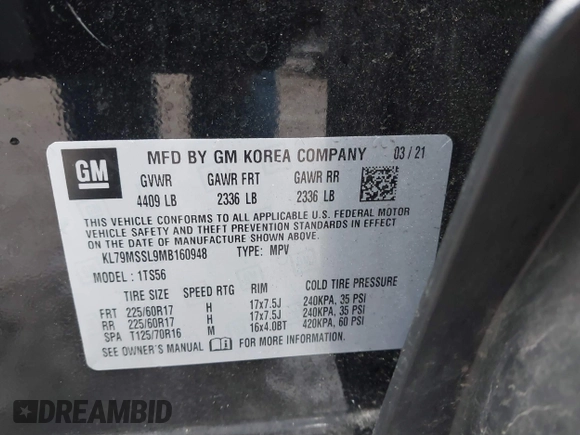 GM
MFD BY GM KOREA COMPANY 03 / 21
GVWR GAWR FRT GAWR RR
4409 LB 2336 LB 2336 LB
THIS VEHICLE CONFORMS TO ALL APPLICABLE U.S. FEDERAL MOTOR
VEHICLE SAFETY AND THEFT PREVENTION STANDARDS IN EFFECT ON
THE DATE OF MANUFACTURE SHOWN ABOVE.
KL79MSSL9MB160948 TYPE: MPV
MODEL : 1TS56
TIRE SIZE SPEED RTG RIM COLD TIRE PRESSURE
FRT 225/60R17 H 17x7.5J 240KPA, 35 PSI
RR 225/60R17 H 17x7.5J 240KPA, 35 PSI
SPA T125/70R16 M 16x4.0BT 420KPA, 60 PSI
SEE OWNER'S MANUAL FOR MORE INFORMATION.
DREAMBID